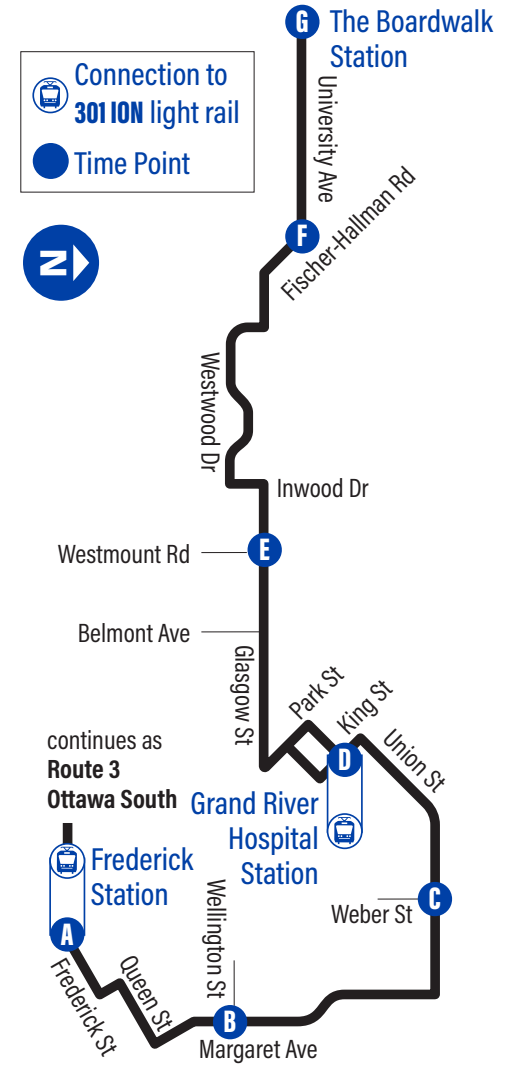 G
The Boardwalk
Station
Connection to
301 ION light rail
Time Point
University Ave
N
F
Fischer-Hallman Rd
Westwood Dr
Inwood Dr
Westmount Rd
E
Belmont Ave
Glasgow St
Park St
King St
Union St
continues as
Route 3
Ottawa South
D
Grand River
Hospital
Station
Frederick
Station
Wellington St
Weber St
C
A
Frederick St
Queen St
B
Margaret Ave